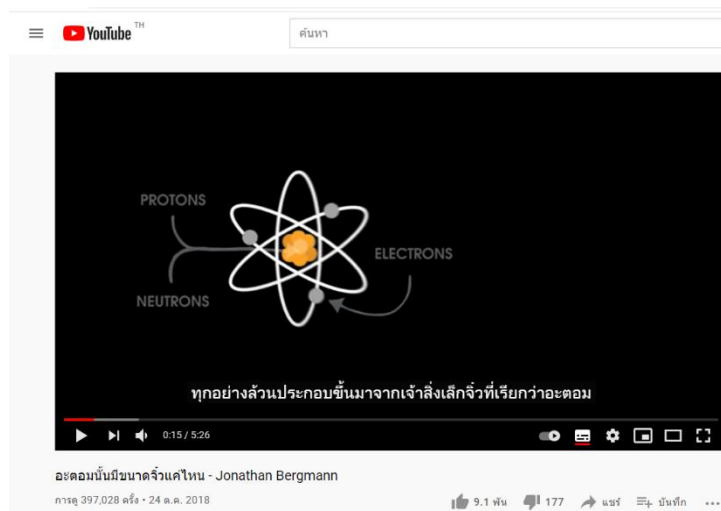 YouTube TH
ค้นหา
PROTONS
ELECTRONS
NEUTRONS
ทุกอย่างล้วนประกอบขึ้นมาจากเจ้าสิ่งเล็กจิ๋วที่เรียกว่าอะตอม
0:15 / 5:26
อะตอมนั้นมีขนาดจิ๋วแค่ไหน - Jonathan Bergmann
การดู 397,028 ครั้ง • 24 ต.ค. 2018
9.1 พัน 177 แชร์ บันทึก ...